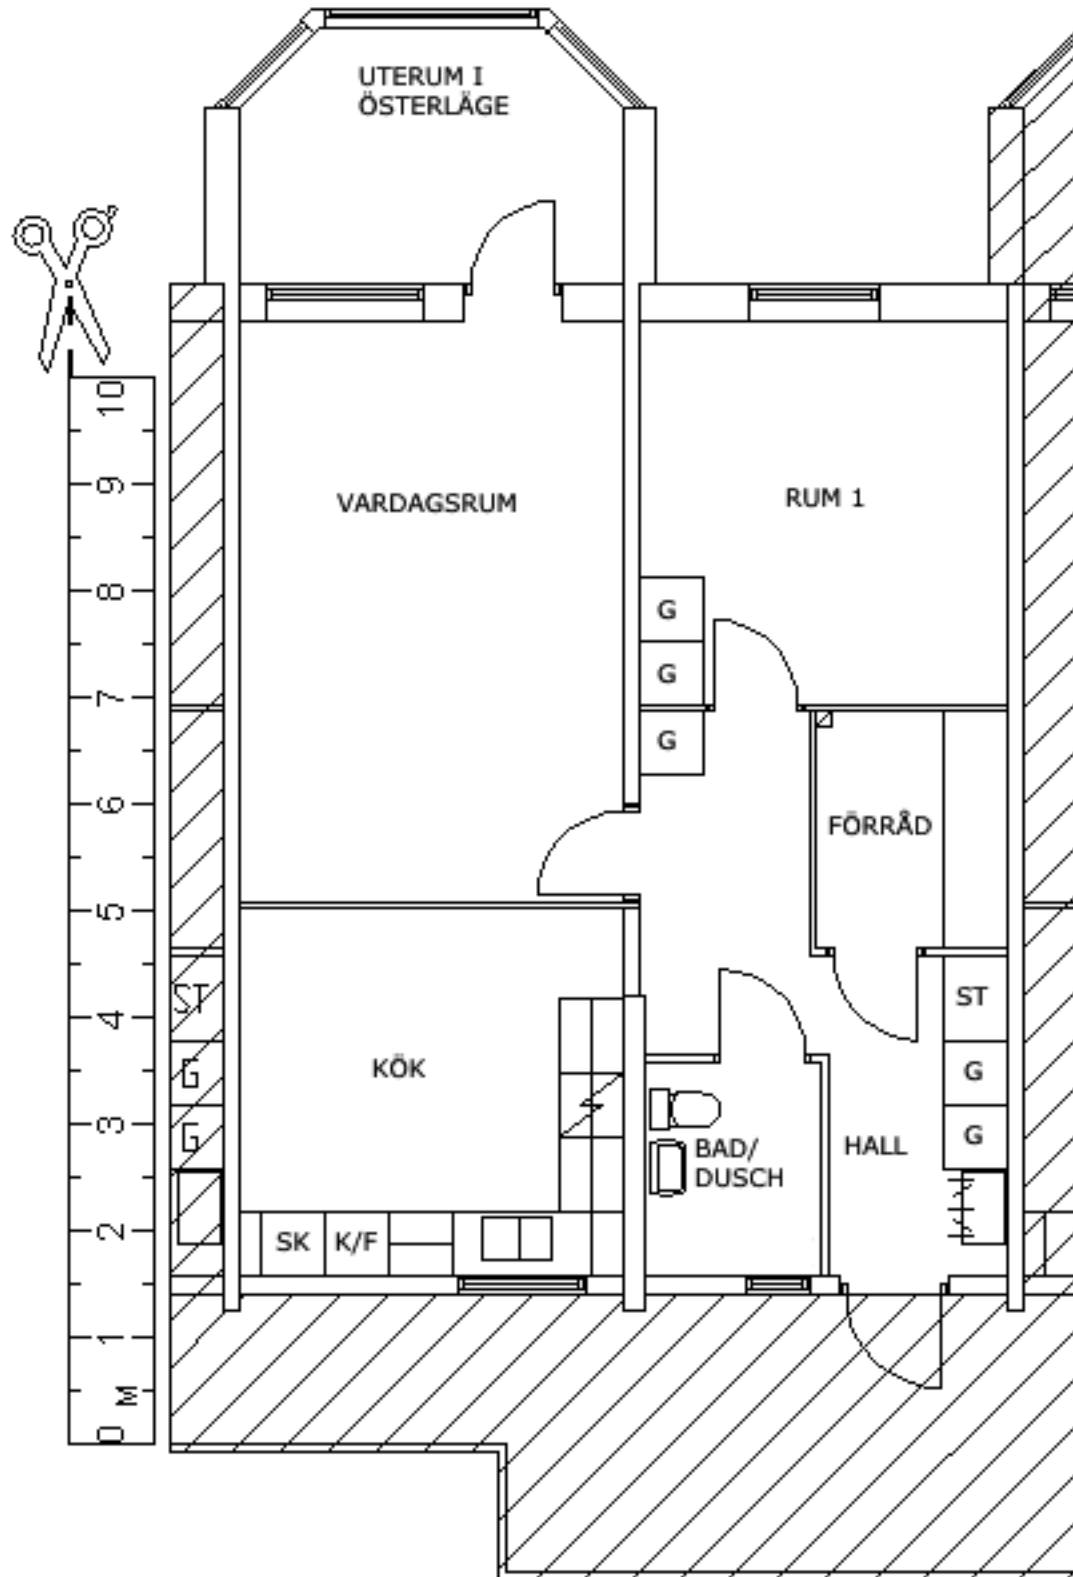 UTERUM I
ÖSTERLÄGE
VARDAGSRUM
RUM 1
G
G
G
FÖRRÅD
ST
G
G
KÖK
BAD/
DUSCH
HALL
SK
K/F
ST
G
G
10
9
8
7
6
5
4
3
2
1
M
0